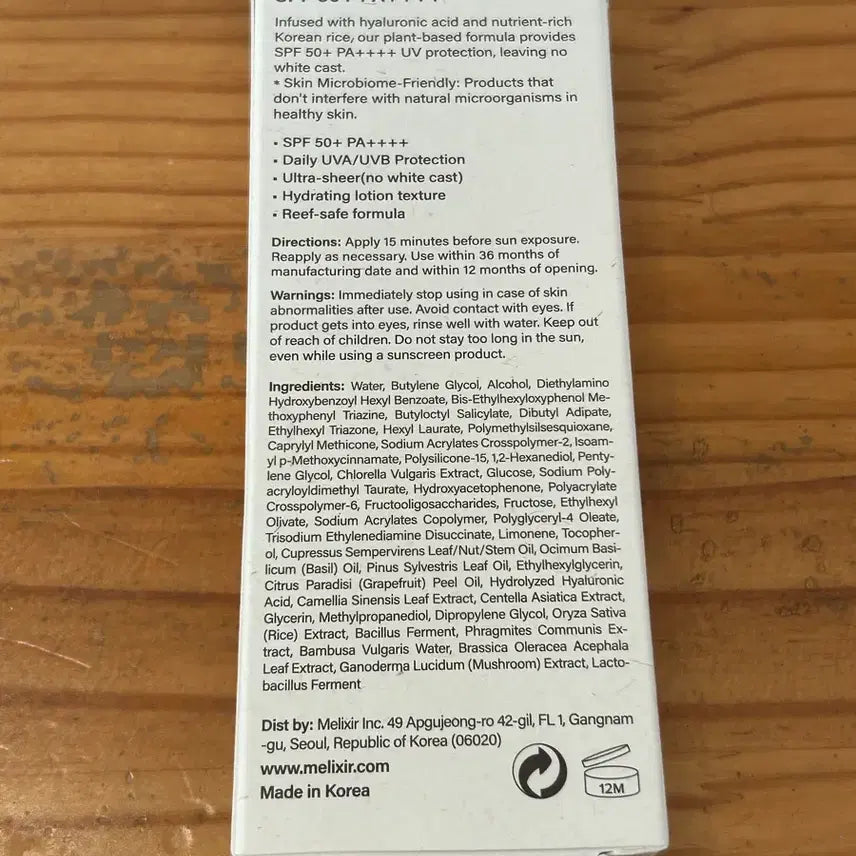 Infused with hyaluronic acid and nutrient-rich
Korean rice, our plant-based formula provides
SPF 50+ PA++++ UV protection, leaving no
white cast.
* Skin Microbiome-Friendly: Products that
don't interfere with natural microorganisms in
healthy skin.
• SPF 50+ PA++++
• Daily UVA/UVB Protection
• Ultra-sheer(no white cast)
• Hydrating lotion texture
• Reef-safe formula
Directions: Apply 15 minutes before sun exposure.
Reapply as necessary. Use within 36 months of
manufacturing date and within 12 months of opening.
Warnings: Immediately stop using in case of skin
abnormalities after use. Avoid contact with eyes. If
product gets into eyes, rinse well with water. Keep out
of reach of children. Do not stay too long in the sun,
even while using a sunscreen product.
Ingredients: Water, Butylene Glycol, Alcohol, Diethylamino
Hydroxybenzoyl Hexyl Benzoate, Bis-Ethylhexyloxyphenol Me-
thoxyphenyl Triazine, Butyloctyl Salicylate, Dibutyl Adipate,
Ethylhexyl Triazone, Hexyl Laurate, Polymethylsilsesquioxane,
Caprylyl Methicone, Sodium Acrylates Crosspolymer-2, Isoam-
yl p-Methoxycinnamate, Polysilicone-15, 1,2-Hexanediol, Penty-
lene Glycol, Chlorella Vulgaris Extract, Glucose, Sodium Poly-
acryloyldimethyl Taurate, Hydroxyacetophenone, Polyacrylate
Crosspolymer-6, Fructooligosaccharides, Fructose, Ethylhexyl
Olivate, Sodium Acrylates Copolymer, Polyglyceryl-4 Oleate,
Trisodium Ethylenediamine Disuccinate, Limonene, Tocopher-
ol, Cupressus Sempervirens Leaf/Nut/Stem Oil, Ocimum Basi-
licum (Basil) Oil, Pinus Sylvestris Leaf Oil, Ethylhexylglycerin,
Citrus Paradisi (Grapefruit) Peel Oil, Hydrolyzed Hyaluronic
Acid, Camellia Sinensis Leaf Extract, Centella Asiatica Extract,
Glycerin, Methylpropanediol, Dipropylene Glycol, Oryza Sativa
(Rice) Extract, Bacillus Ferment, Phragmites Communis Ex-
tract, Bambusa Vulgaris Water, Brassica Oleracea Acephala
Leaf Extract, Ganoderma Lucidum (Mushroom) Extract, Lacto-
bacillus Ferment
Dist by: Melixir Inc. 49 Apgujeong-ro 42-gil, FL 1, Gangnam
-gu, Seoul, Republic of Korea (06020)
www.melixir.com
Made in Korea
12M